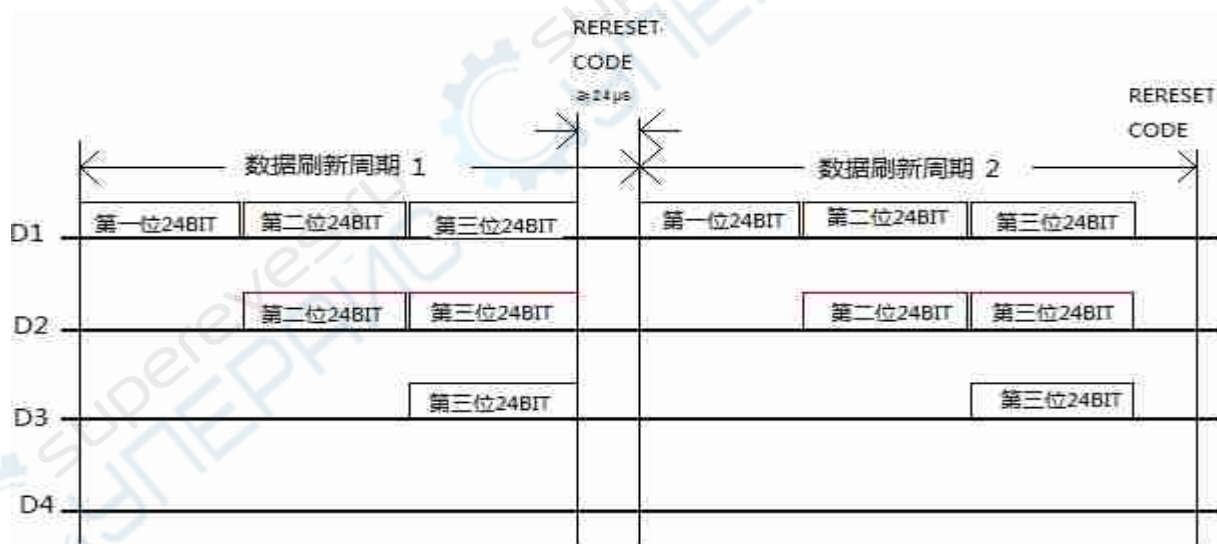 RERESET
CODE
≥24μs
RERESET
CODE
数据刷新周期 1
数据刷新周期 2
D1
第一位24BIT
第二位24BIT
第三位24BIT
第一位24BIT
第二位24BIT
第三位24BIT
D2
第二位24BIT
第三位24BIT
第二位24BIT
第三位24BIT
D3
第三位24BIT
第三位24BIT
D4
supereyes.ru
СУПЕРАЙС